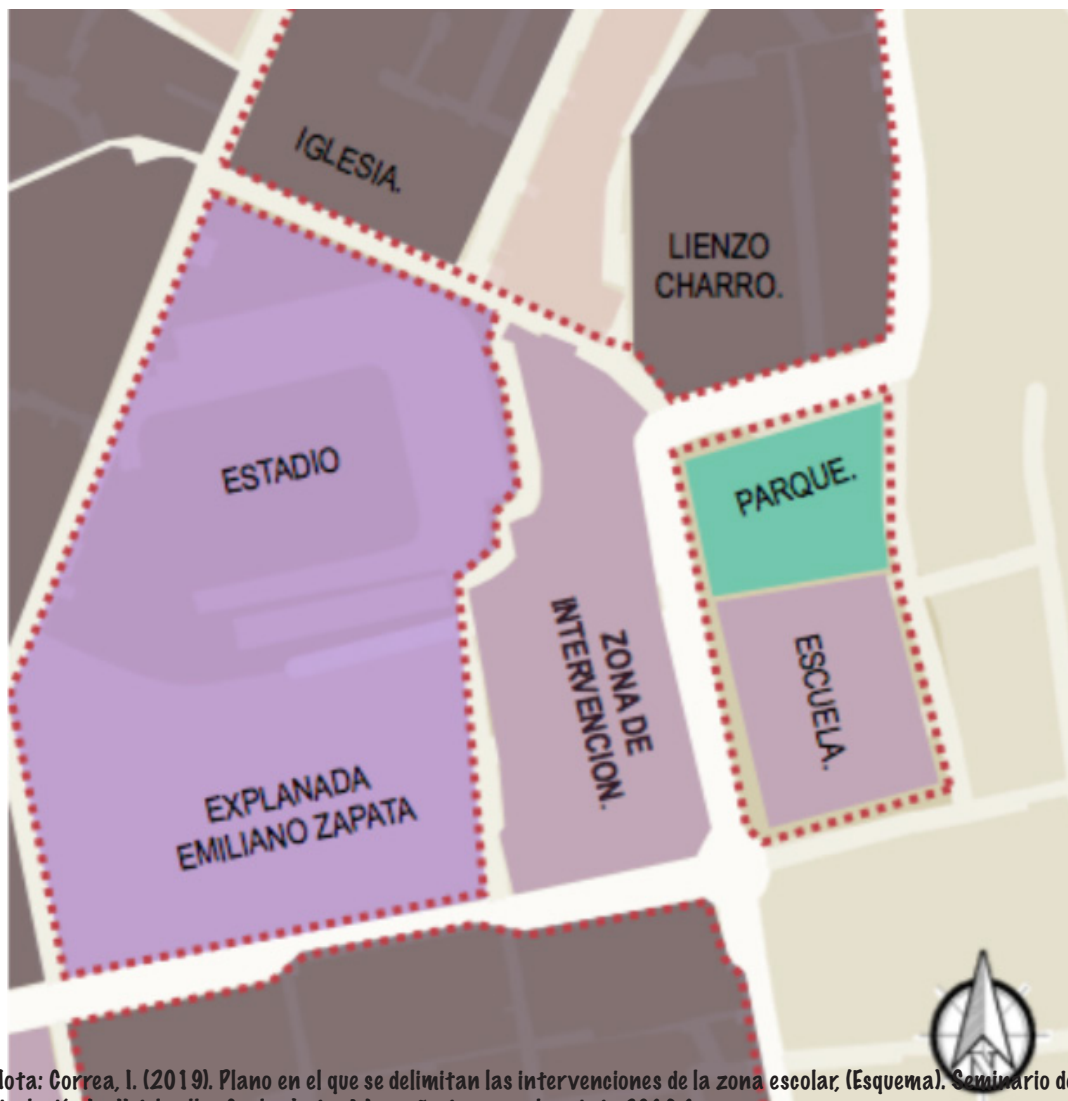 IGLESIA.
LIENZO
CHARRO.
ESTADIO
PARQUE.
ZONA DE
INTERVENCION.
ESCUELA.
EXPLANADA
EMILIANO ZAPATA
N
Nota: Correa, I. (2019). Plano en el que se delimitan las intervenciones de la zona escolar, (Esquema). Seminario de